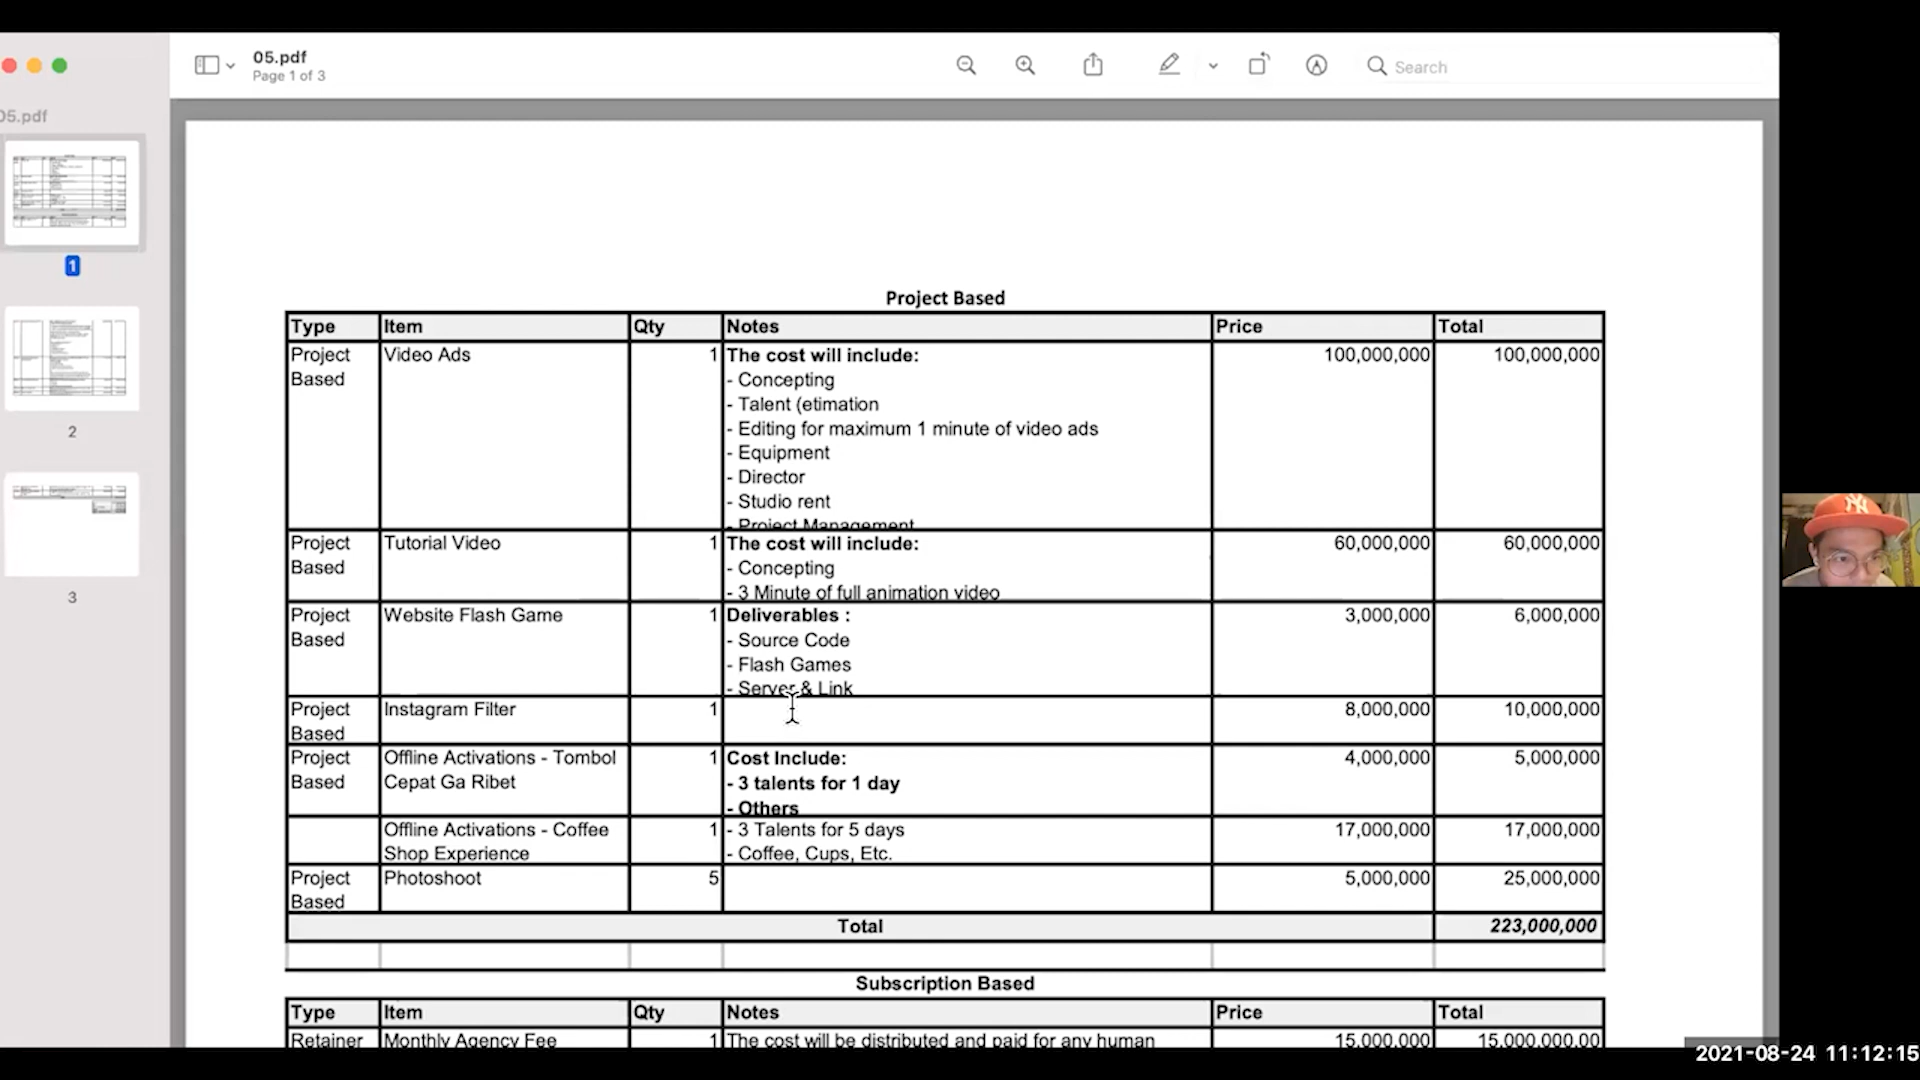 05.pdf
Page 1 of 3
Search
05.pdf
1
2
3
Project Based
Type Item Qty Notes Price Total
Project Based Video Ads 1 The cost will include: 100,000,000 100,000,000
- Concepting
- Talent (etimation
- Editing for maximum 1 minute of video ads
- Equipment
- Director
- Studio rent
- Project Management
Project Based Tutorial Video 1 The cost will include: 60,000,000 60,000,000
- Concepting
- 3 Minute of full animation video
Project Based Website Flash Game 1 Deliverables : 3,000,000 6,000,000
- Source Code
- Flash Games
- Server & Link
Project Based Instagram Filter 1 8,000,000 10,000,000
Project Based Offline Activations - Tombol Cepat Ga Ribet 1 Cost Include: 4,000,000 5,000,000
- 3 talents for 1 day
- Others
Offline Activations - Coffee Shop Experience 1 - 3 Talents for 5 days 17,000,000 17,000,000
- Coffee, Cups, Etc.
Project Based Photoshoot 5 5,000,000 25,000,000
Total 223,000,000
Subscription Based
Type Item Qty Notes Price Total
Retainer Monthly Agency Fee 1 The cost will be distributed and paid for any human 15,000,000 15,000,000.00
2021-08-24 11:12:15